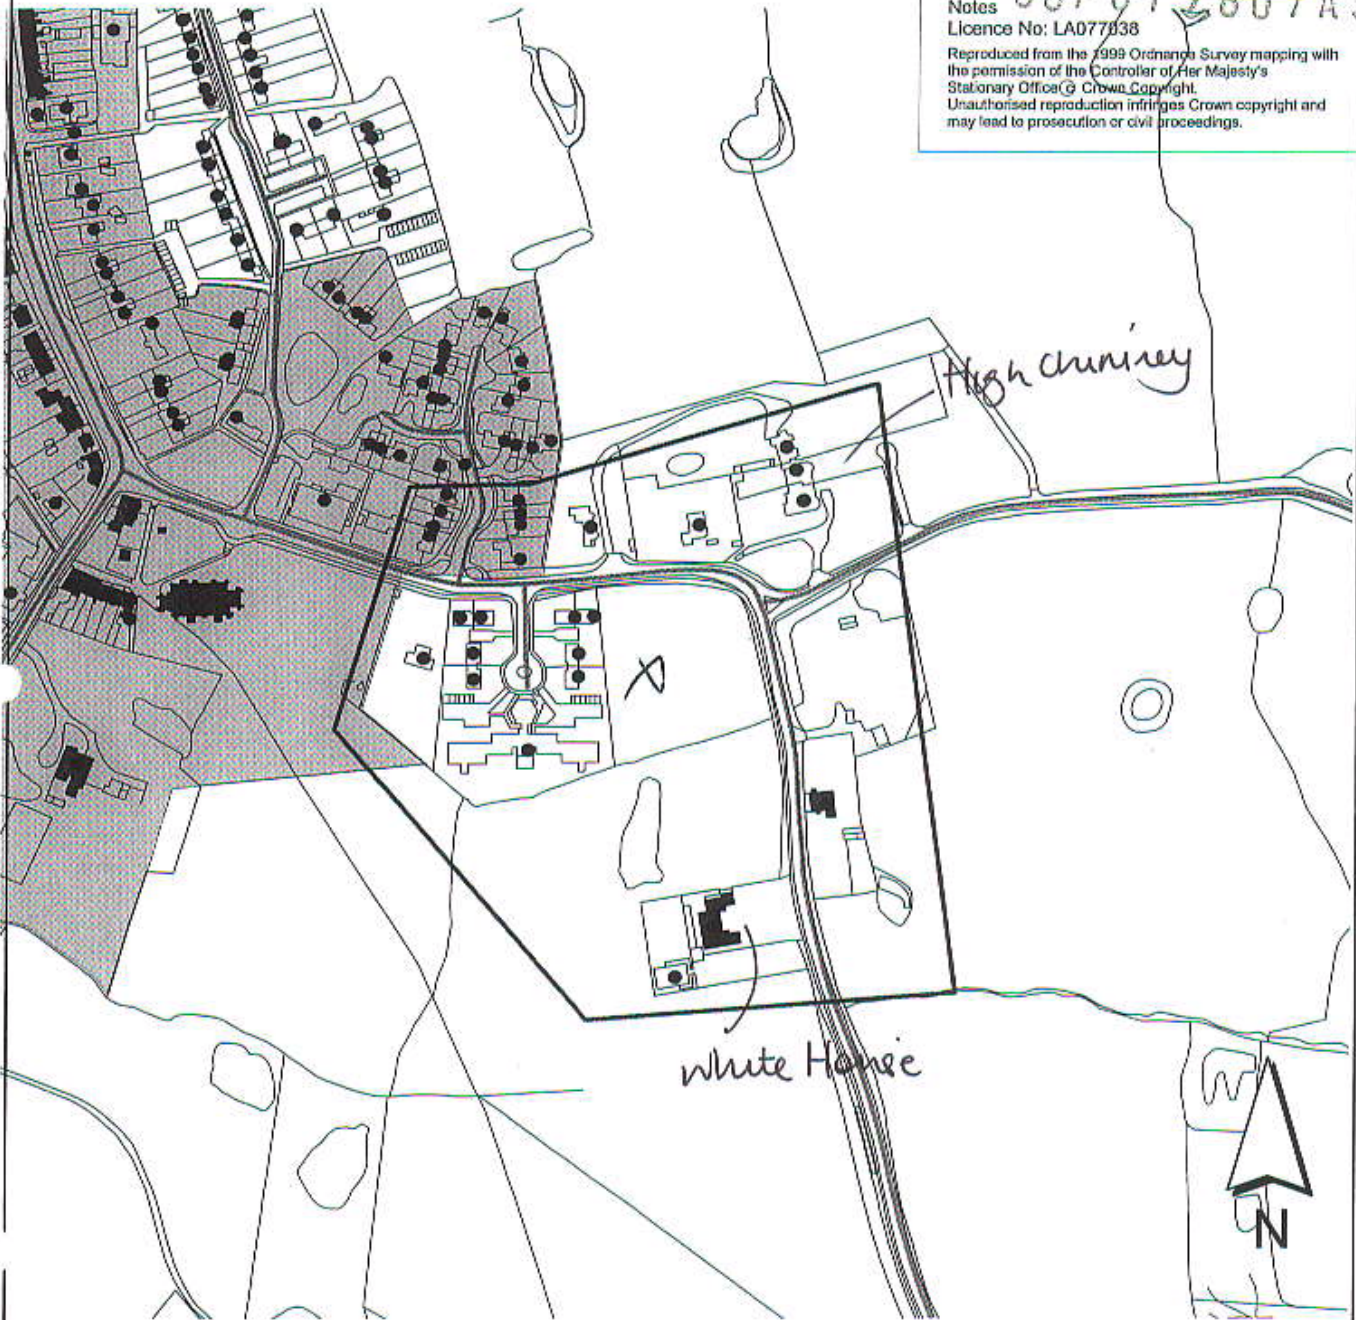 Notes
Licence No: LA077038
Reproduced from the 1999 Ordnance Survey mapping with
the permission of the Controller of Her Majesty's
Stationary Office © Crown Copyright.
Unauthorised reproduction infringes Crown copyright and
may lead to prosecution or civil proceedings.
High Chimney
X
White House
N